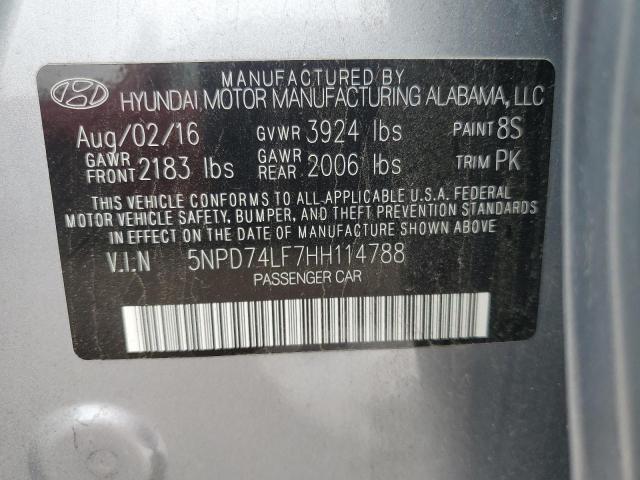 MANUFACTURED BY
HYUNDAI MOTOR MANUFACTURING ALABAMA, LLC
Aug/02/16 GVWR 3924 lbs PAINT 8S
GAWR FRONT 2183 lbs GAWR REAR 2006 lbs TRIM PK
THIS VEHICLE CONFORMS TO ALL APPLICABLE U.S.A. FEDERAL
MOTOR VEHICLE SAFETY, BUMPER, AND THEFT PREVENTION STANDARDS
IN EFFECT ON THE DATE OF MANUFACTURE SHOWN ABOVE.
V.I.N 5NPD74LF7HH114788
PASSENGER CAR